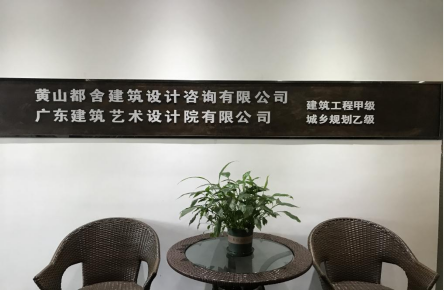 黄山都舍建筑设计咨询有限公司
广东建筑艺术设计院有限公司
建筑工程甲级
城乡规划乙级